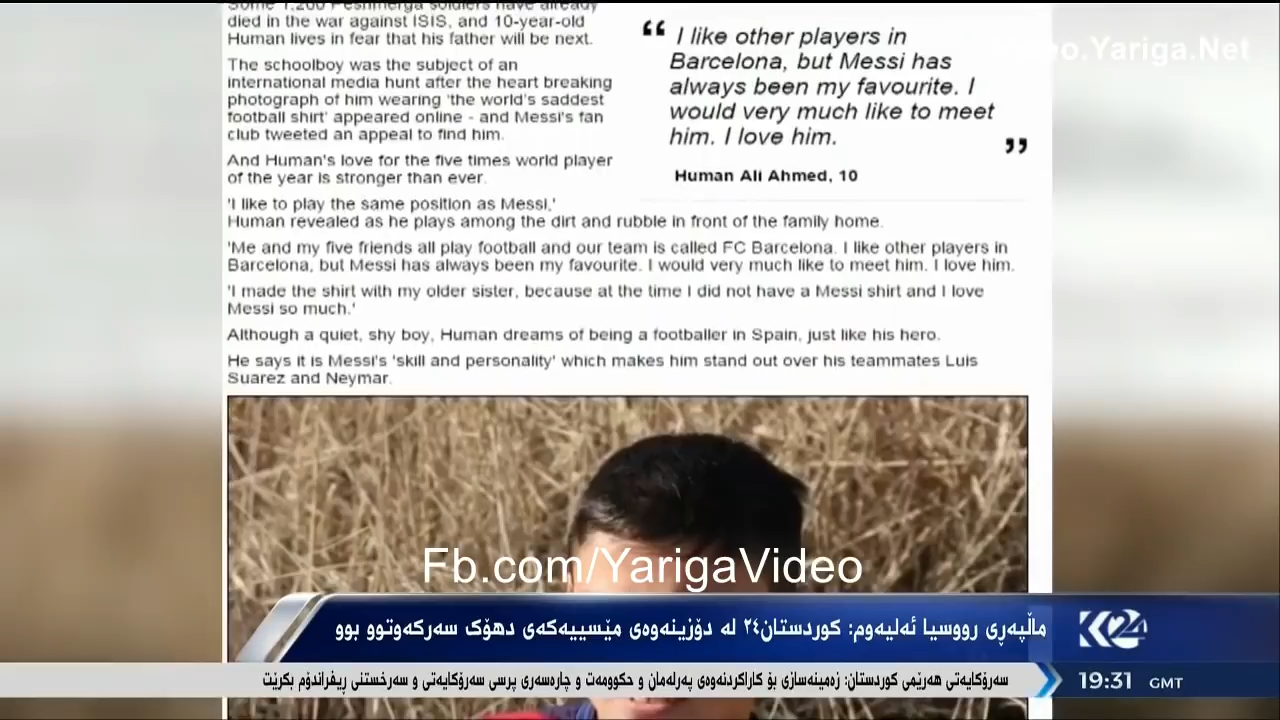 Some 1,200 Peshmerga soldiers have already
died in the war against ISIS, and 10-year-old
Human lives in fear that his father will be next.
The schoolboy was the subject of an
international media hunt after the heart breaking
photograph of him wearing 'the world's saddest
football shirt' appeared online - and Messi's fan
club tweeted an appeal to find him.
And Human's love for the five times world player
of the year is stronger than ever.
“ I like other players in
Barcelona, but Messi has
always been my favourite. I
would very much like to meet
him. I love him. ”
Human Ali Ahmed, 10
'I like to play the same position as Messi,'
Human revealed as he plays among the dirt and rubble in front of the family home.
'Me and my five friends all play football and our team is called FC Barcelona. I like other players in
Barcelona, but Messi has always been my favourite. I would very much like to meet him. I love him.
'I made the shirt with my older sister, because at the time I did not have a Messi shirt and I love
Messi so much.'
Although a quiet, shy boy, Human dreams of being a footballer in Spain, just like his hero.
He says it is Messi's 'skill and personality' which makes him stand out over his teammates Luis
Suarez and Neymar.
Video.Yariga.Net
Fb.com/YarigaVideo
ماڵپەڕی رووسیا ئەلیەوم: کوردستان٢٤ لە دۆزینەوەی مێسییەکەی دهۆک سەرکەوتوو بوو
K24
سەرۆکایەتی هەرێمی کوردستان: زەمینەسازی بۆ کاراکردنەوەی پەرلەمان و حکوومەت و چارەسەری پرسی سەرۆکایەتی و سەرخستنی ڕیفراندۆم بکرێت
19:31 GMT